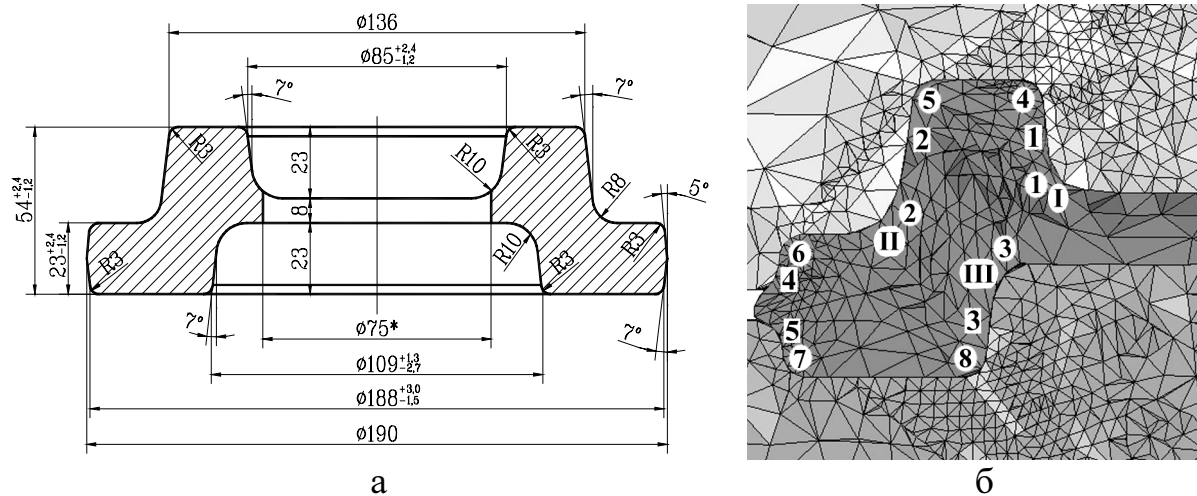 ø136
ø85+2,4 -1,2
7°
7°
R3
R3
R10
23
54+2,4 -1,2
R8
5°
8
23+2,4 -1,2
R3
23
R10
R3
R3
7°
ø75*
7°
ø109+1,3 -2,7
ø188+3,0 -1,5
ø190
а
5
4
2
1
1
I
2
II
6
3
4
III
5
3
7
8
б